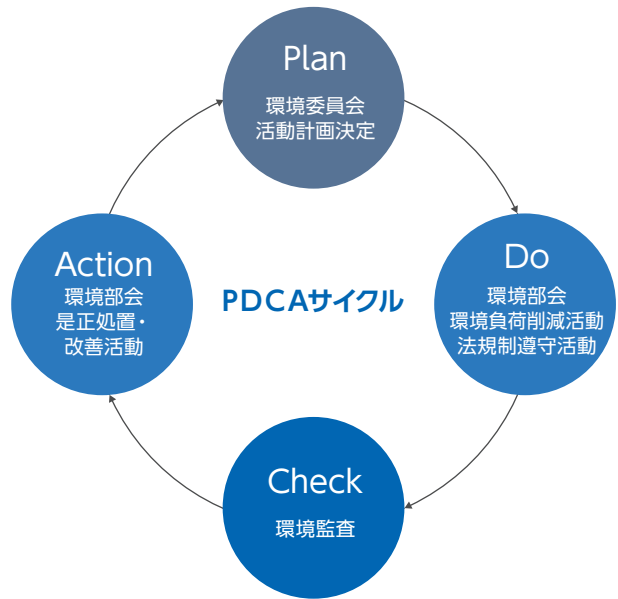 Plan
環境委員会
活動計画決定
Do
環境部会
環境負荷削減活動
法規制遵守活動
Check
環境監査
Action
環境部会
是正処置・
改善活動
PDCAサイクル